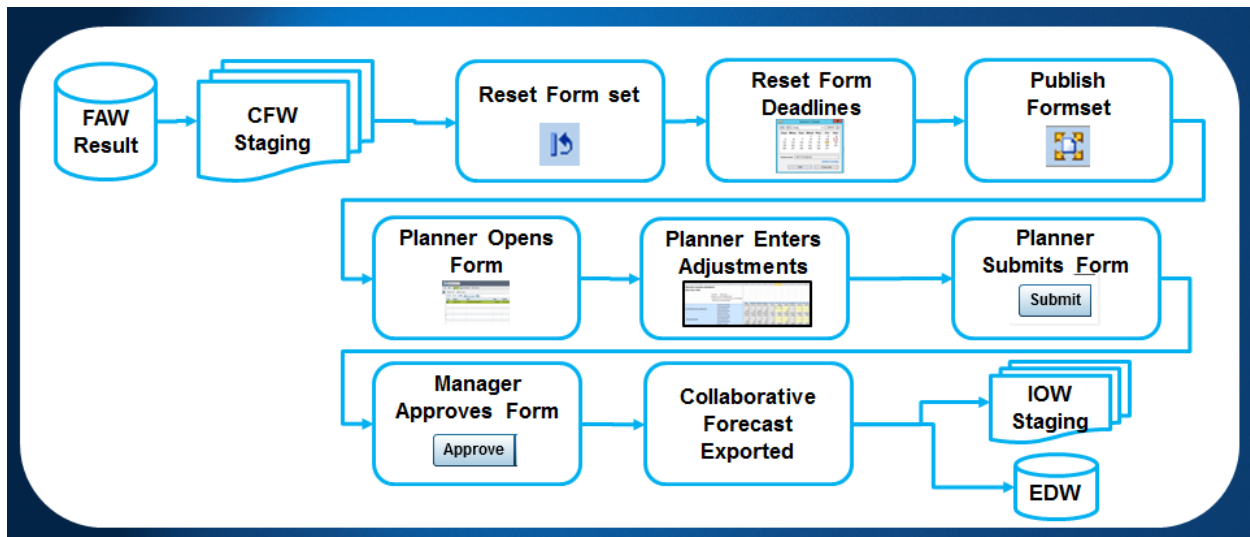 FAW
Result
CFW
Staging
Reset Form set
Reset Form
Deadlines
Publish
Formset
Planner Opens
Form
Planner Enters
Adjustments
Planner
Submits Form
Submit
Manager
Approves Form
Approve
Collaborative
Forecast
Exported
IOW
Staging
EDW